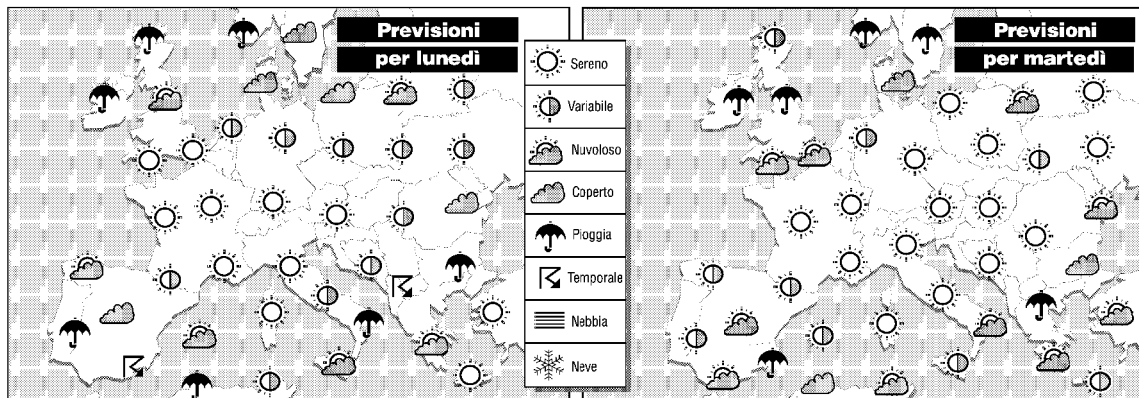 Previsioni
per lunedì
Sereno
Variabile
Nuvoloso
Coperto
Pioggia
Temporale
Nebbia
Neve
Previsioni
per martedì